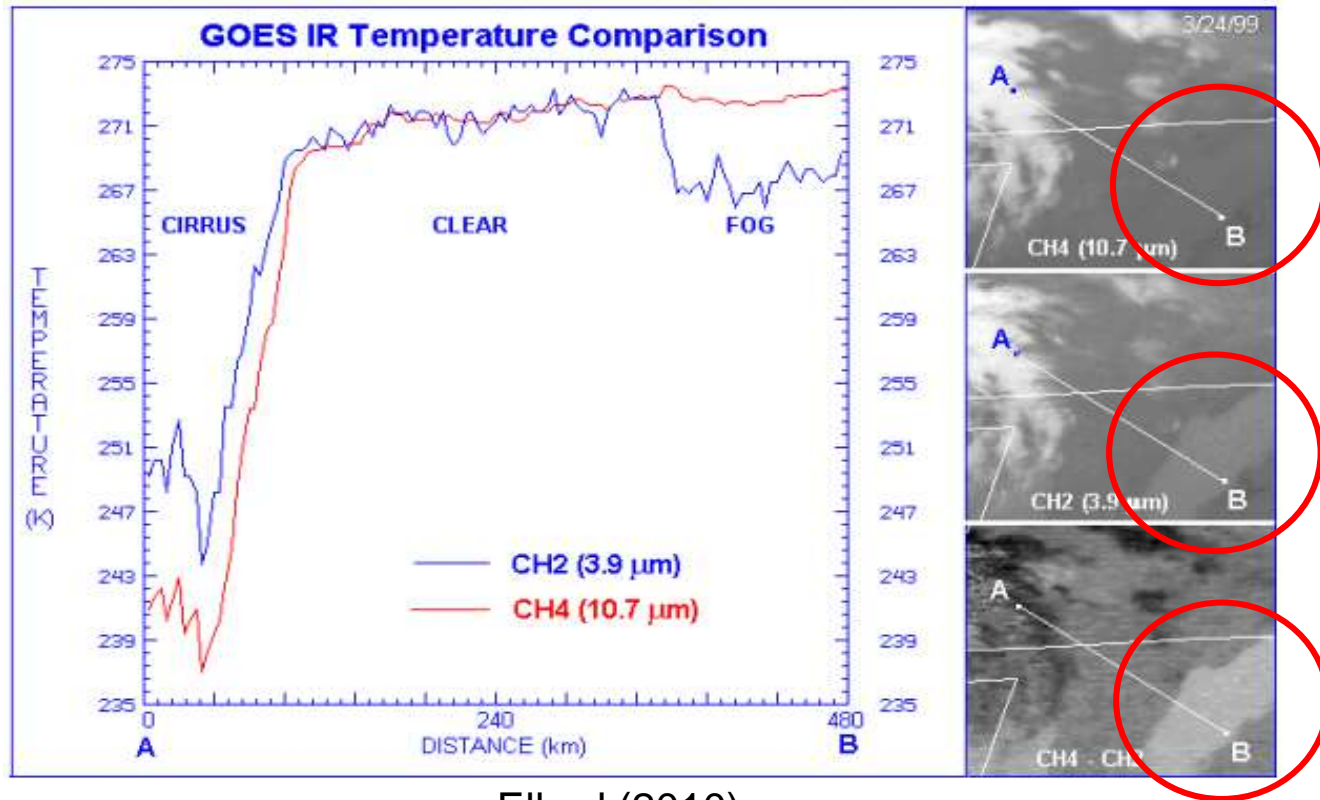 GOES IR Temperature Comparison
275
271
267
263
259
255
251
247
243
239
235
275
271
267
263
259
255
251
247
243
239
235
TEMPERATURE
(K)
CIRRUS
CLEAR
FOG
CH2 (3.9 μm)
CH4 (10.7 μm)
0
240
480
A
DISTANCE (km)
B
3/24/99
A
B
CH4 (10.7 μm)
A
B
CH2 (3.9 μm)
A
B
CH4 - CH2
(2010)